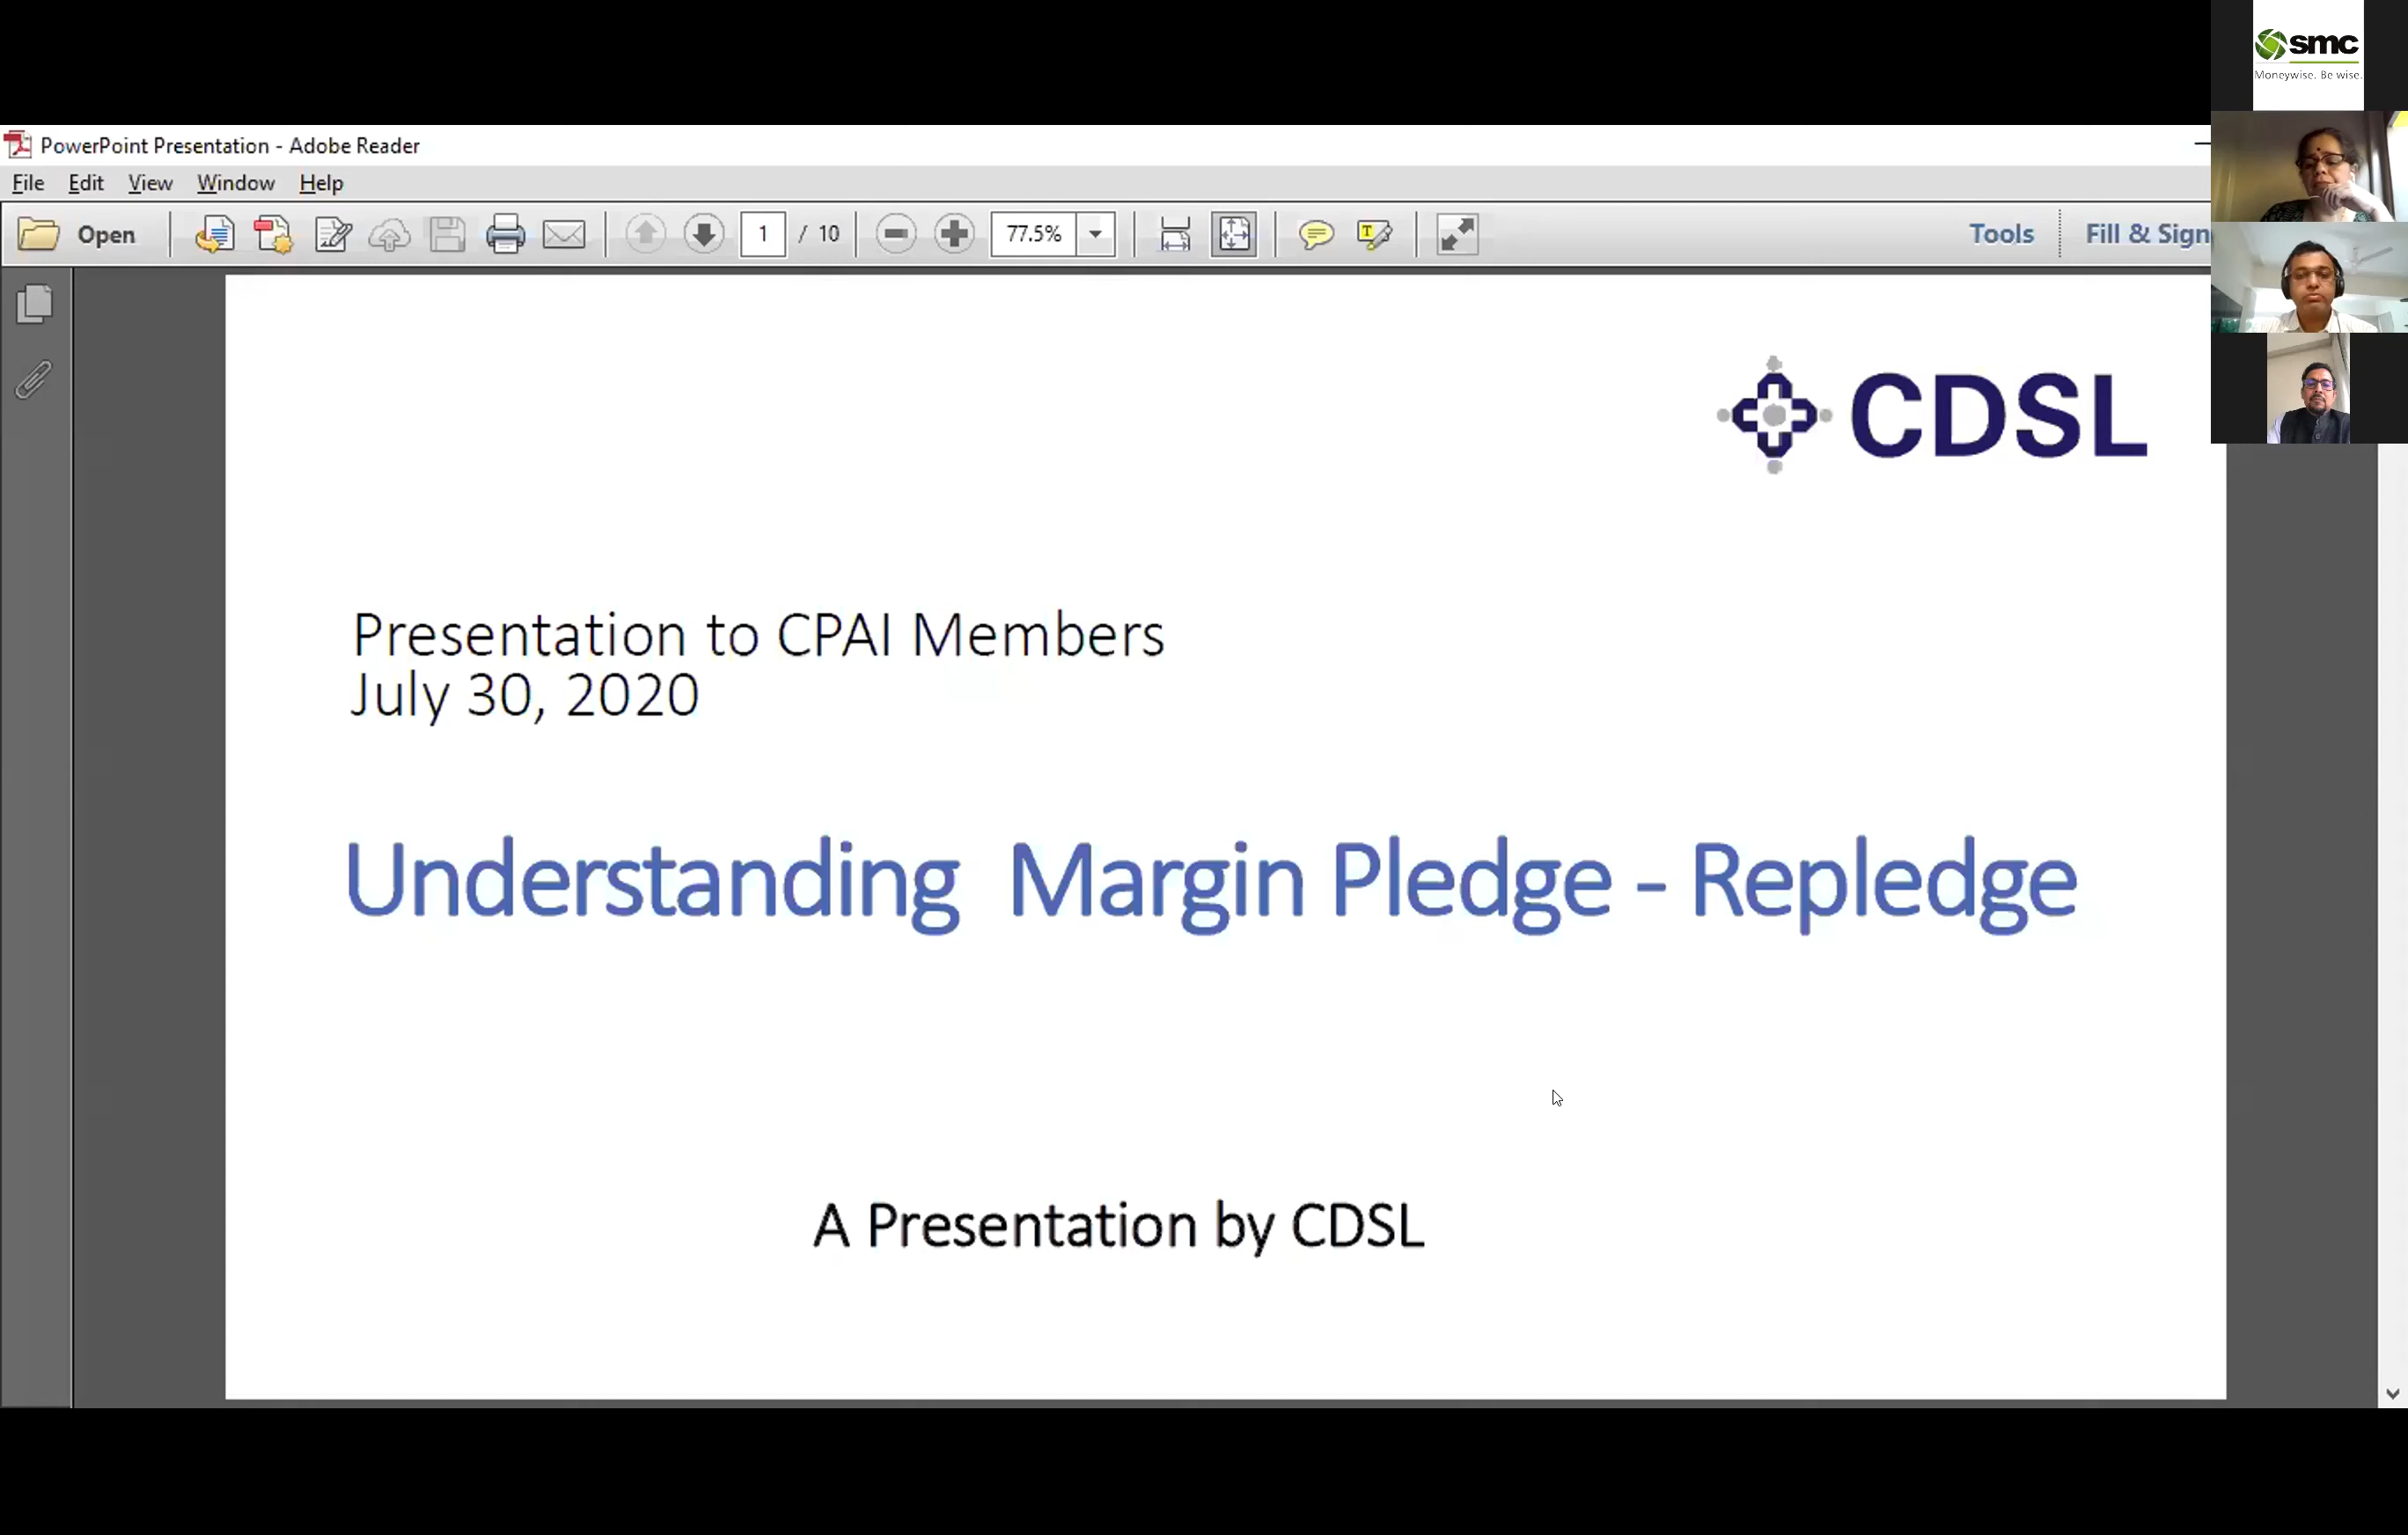 smc
Moneywise. Be wise.
PowerPoint Presentation - Adobe Reader
File Edit View Window Help
Open 1 / 10 77.5% Tools Fill & Sign
CDSL
Presentation to CPAI Members
July 30, 2020
Understanding Margin Pledge - Repledge
A Presentation by CDSL